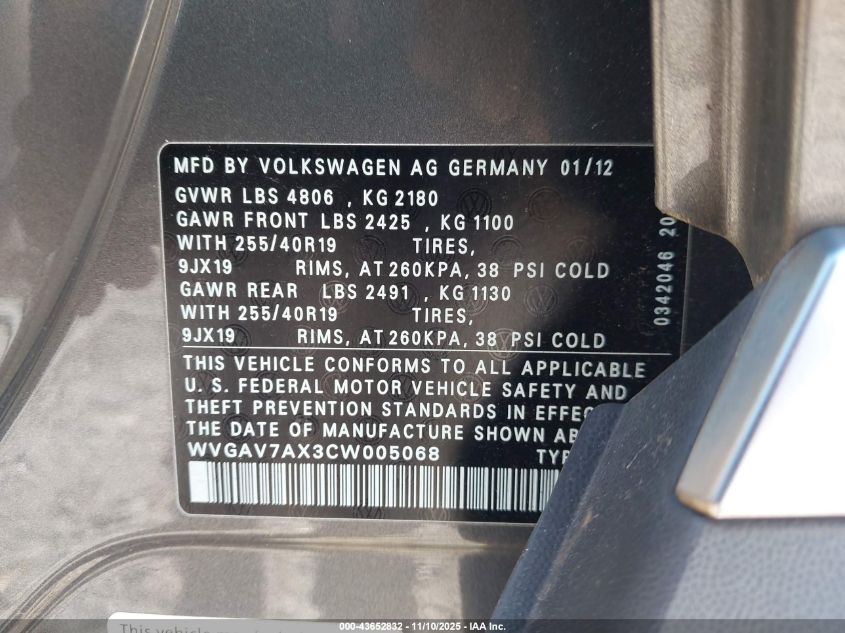 MFD BY VOLKSWAGEN AG GERMANY 01/12
GVWR LBS 4806 , KG 2180
GAWR FRONT LBS 2425 , KG 1100
WITH 255/40R19 TIRES,
9JX19 RIMS, AT 260KPA, 38 PSI COLD
GAWR REAR LBS 2491 , KG 1130
WITH 255/40R19 TIRES,
9JX19 RIMS, AT 260KPA, 38 PSI COLD
THIS VEHICLE CONFORMS TO ALL APPLICABLE
U. S. FEDERAL MOTOR VEHICLE SAFETY AND
THEFT PREVENTION STANDARDS IN
THE DATE OF MANUFACTURE SHOWN
WVGAV7AX3CW005068
0342046
This vehicle
000-43652832 - 11/10/2025 - IAA Inc.